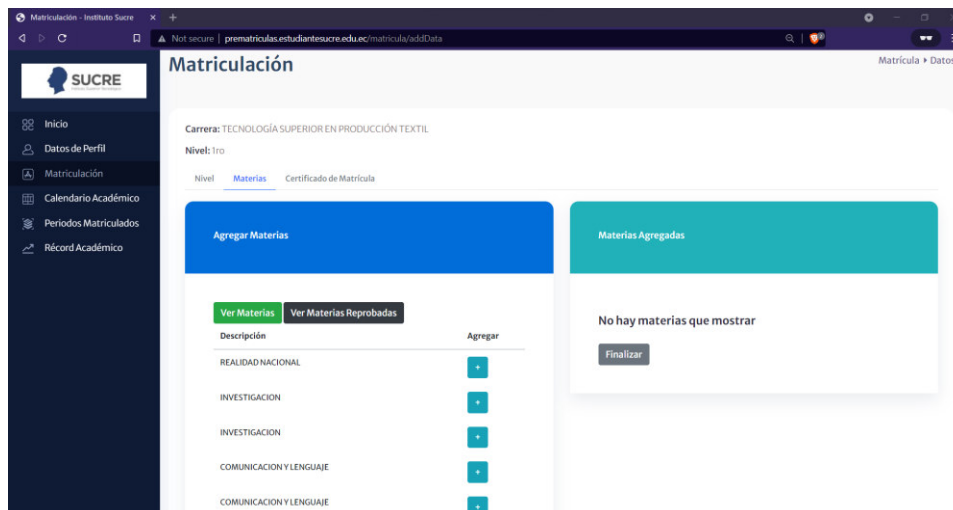 Matriculación - Instituto Sucre
Not secure | prematriculas.estudiantesucre.edu.ec/matricula/addData
SUCRE
Inicio
Datos de Perfil
Matriculación
Calendario Académico
Periodos Matriculados
Récord Académico
Matriculación
Matrícula ▸ Datos
Carrera: TECNOLOGÍA SUPERIOR EN PRODUCCIÓN TEXTIL
Nivel: 1ro
Nivel Materias Certificado de Matrícula
Agregar Materias
Ver Materias Ver Materias Reprobadas
Descripción Agregar
REALIDAD NACIONAL +
INVESTIGACION +
INVESTIGACION +
COMUNICACION Y LENGUAJE +
COMUNICACION Y LENGUAJE +
Materias Agregadas
No hay materias que mostrar
Finalizar